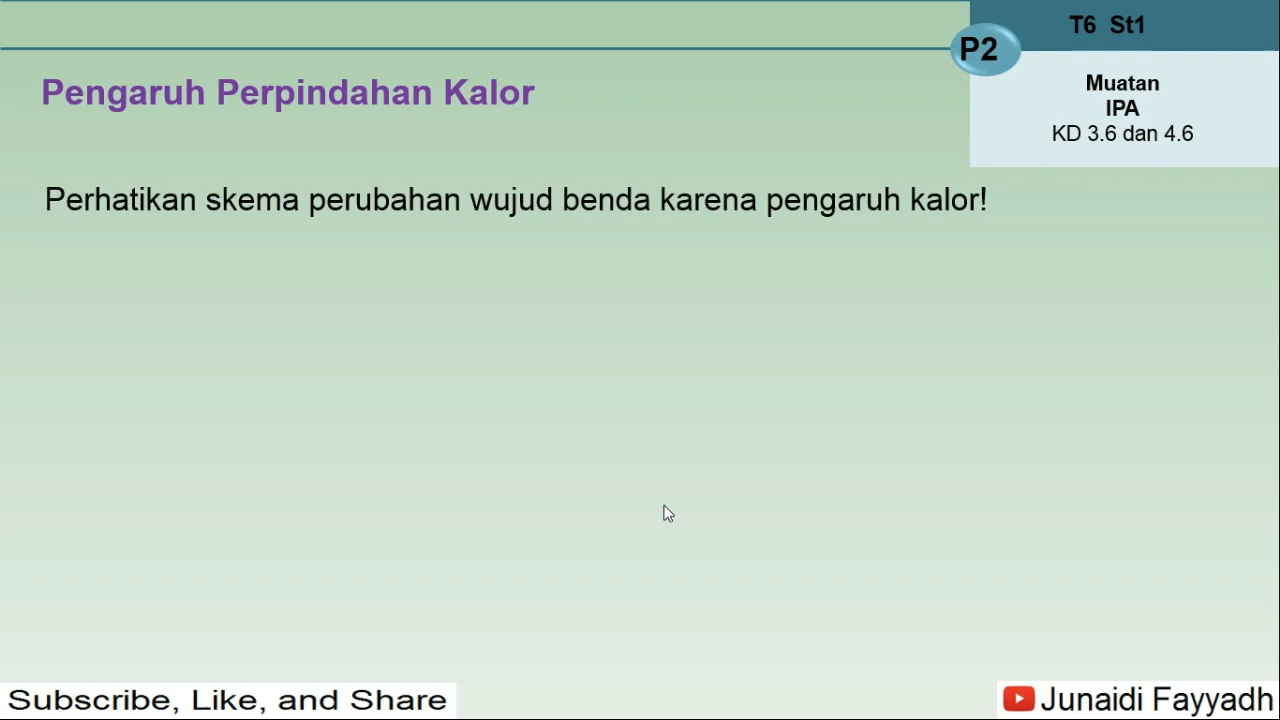 T6 St1
P2
Muatan
IPA
KD 3.6 dan 4.6
Pengaruh Perpindahan Kalor
Perhatikan skema perubahan wujud benda karena pengaruh kalor!
Subscribe, Like, and Share
Junaidi Fayyadh